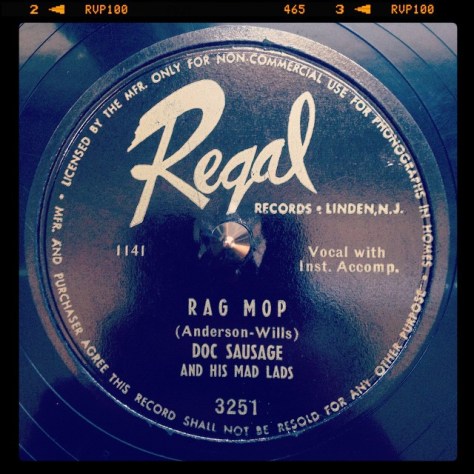 2 ◄ RVP100 465 3 ◄ RVP100
• LICENSED BY THE MFR. ONLY FOR NON-COMMERCIAL USE FOR PHONOGRAPHS IN HOMES •
Regal
RECORDS • LINDEN, N.J.
1141
Vocal with
Inst. Accomp.
RAG MOP
(Anderson-Wills)
DOC SAUSAGE
AND HIS MAD LADS
3251
MFR. AND PURCHASER AGREE THIS RECORD SHALL NOT BE RESOLD FOR ANY OTHER PURPOSE •